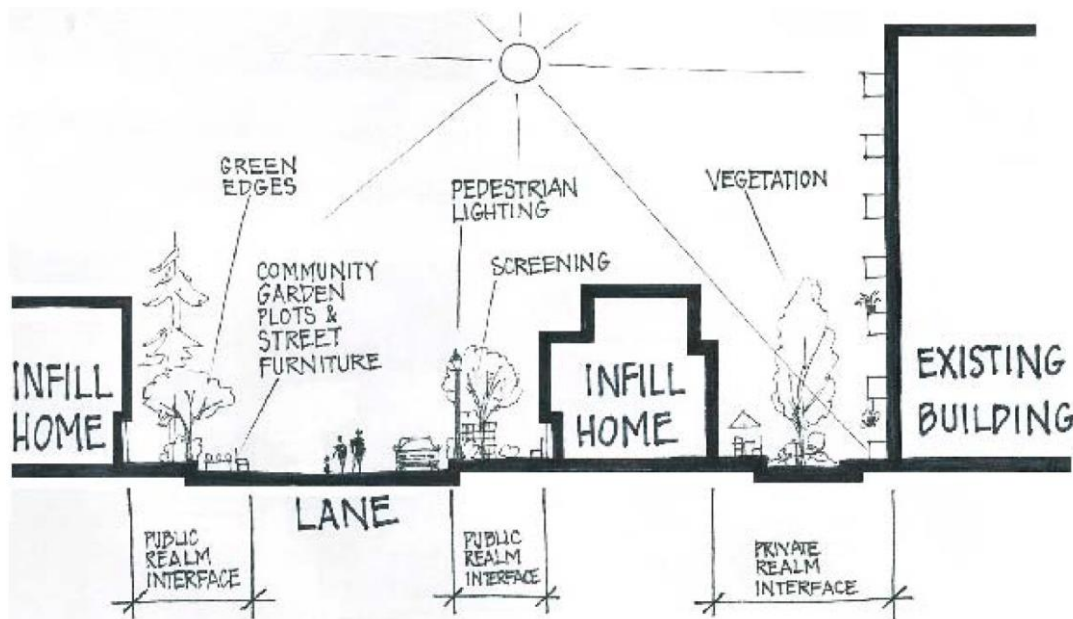 GREEN
EDGES
PEDESTRIAN
LIGHTING
VEGETATION
COMMUNITY
GARDEN
PLOTS &
STREET
FURNITURE
SCREENING
INFILL
HOME
INFILL
HOME
EXISTING
BUILDING
LANE
PUBLIC
REALM
INTERFACE
PUBLIC
REALM
INTERFACE
PRIVATE
REALM
INTERFACE